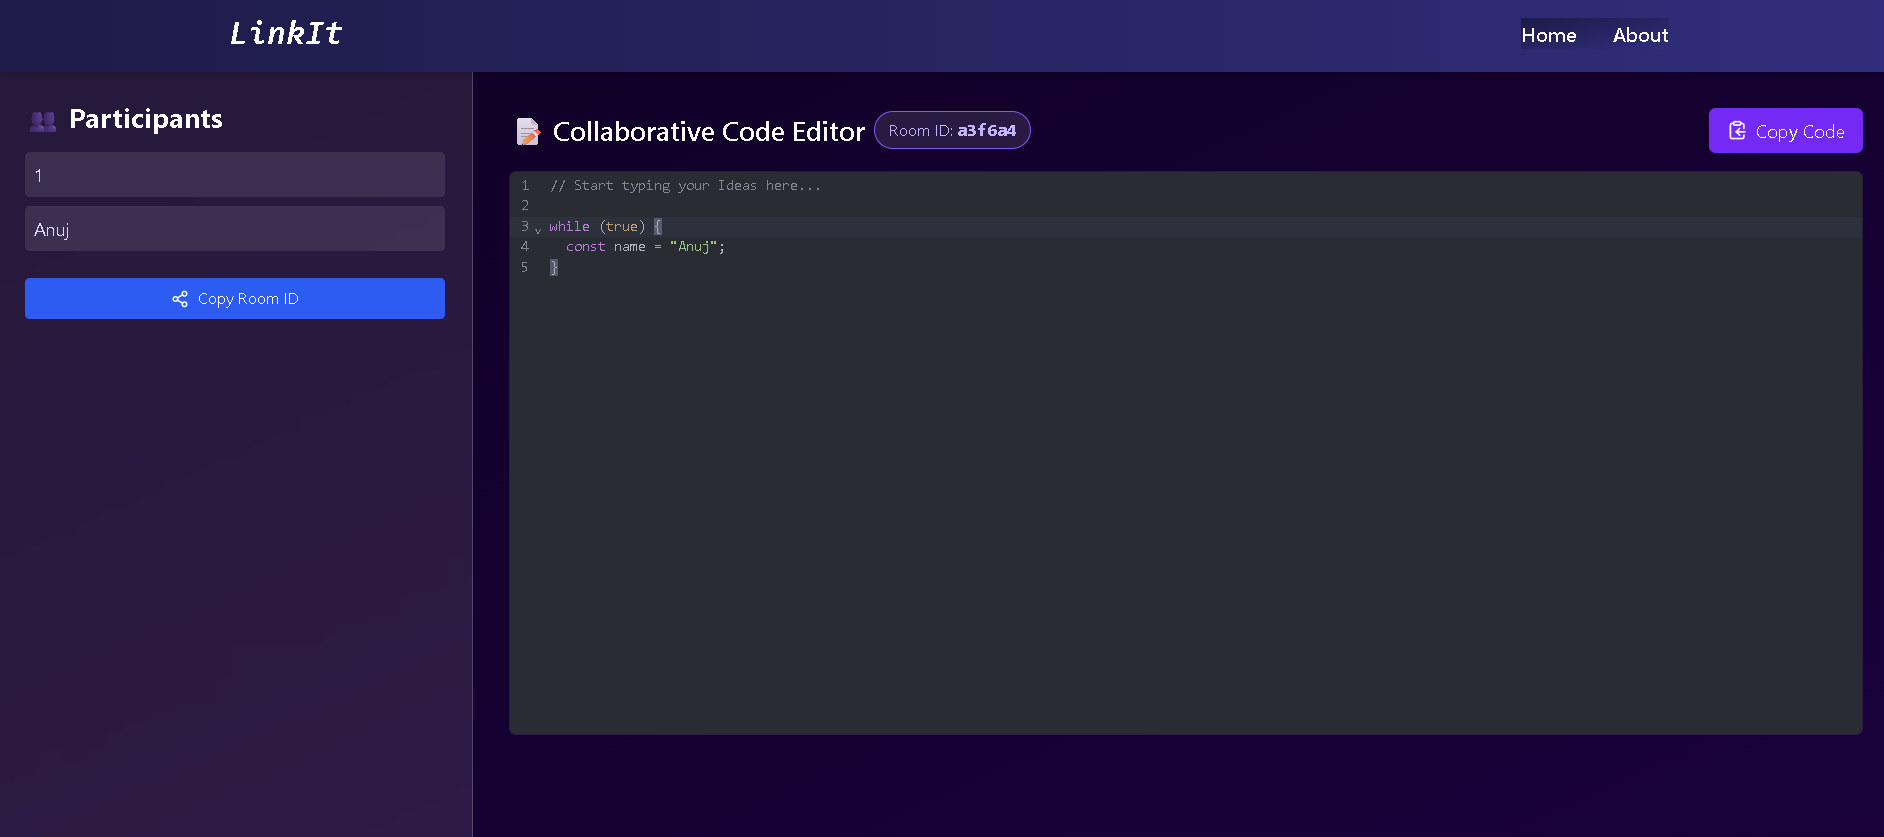 LinkIt
Home About
Participants
1
Anuj
Copy Room ID
Collaborative Code Editor Room ID: a3f6a4 Copy Code
1 // Start typing your Ideas here...
2
3 while (true) {
4 const name = "Anuj";
5 }